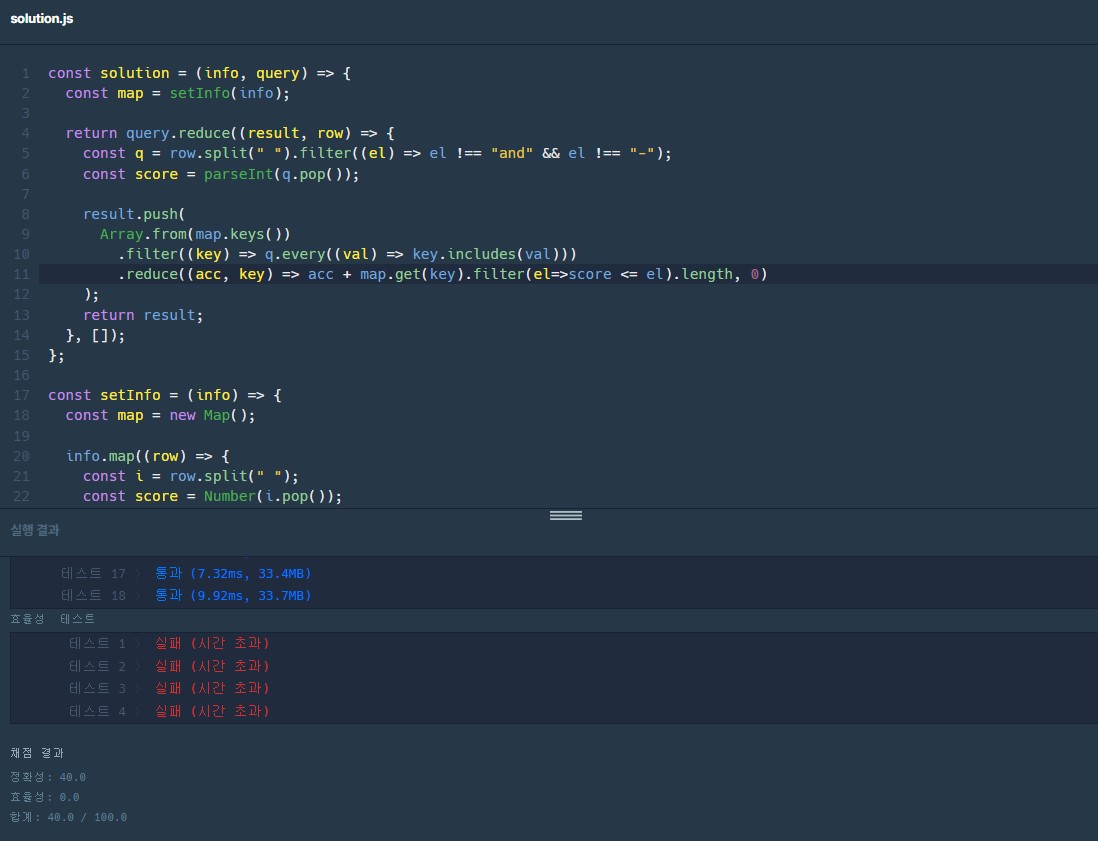 solution.js
1 const solution = (info, query) => {
2 const map = setInfo(info);
3
4 return query.reduce((result, row) => {
5 const q = row.split(" ").filter((el) => el !== "and" && el !== "-");
6 const score = parseInt(q.pop());
7
8 result.push(
9 Array.from(map.keys())
10 .filter((key) => q.every((val) => key.includes(val)))
11 .reduce((acc, key) => acc + map.get(key).filter(el=>score <= el).length, 0)
12 );
13 return result;
14 }, []);
15 };
16
17 const setInfo = (info) => {
18 const map = new Map();
19
20 info.map((row) => {
21 const i = row.split(" ");
22 const score = Number(i.pop());
실행 결과
테스트 17 〉 통과 (7.32ms, 33.4MB)
테스트 18 〉 통과 (9.92ms, 33.7MB)
효율성 테스트
테스트 1 〉 실패 (시간 초과)
테스트 2 〉 실패 (시간 초과)
테스트 3 〉 실패 (시간 초과)
테스트 4 〉 실패 (시간 초과)
채점 결과
정확성: 40.0
효율성: 0.0
합계: 40.0 / 100.0